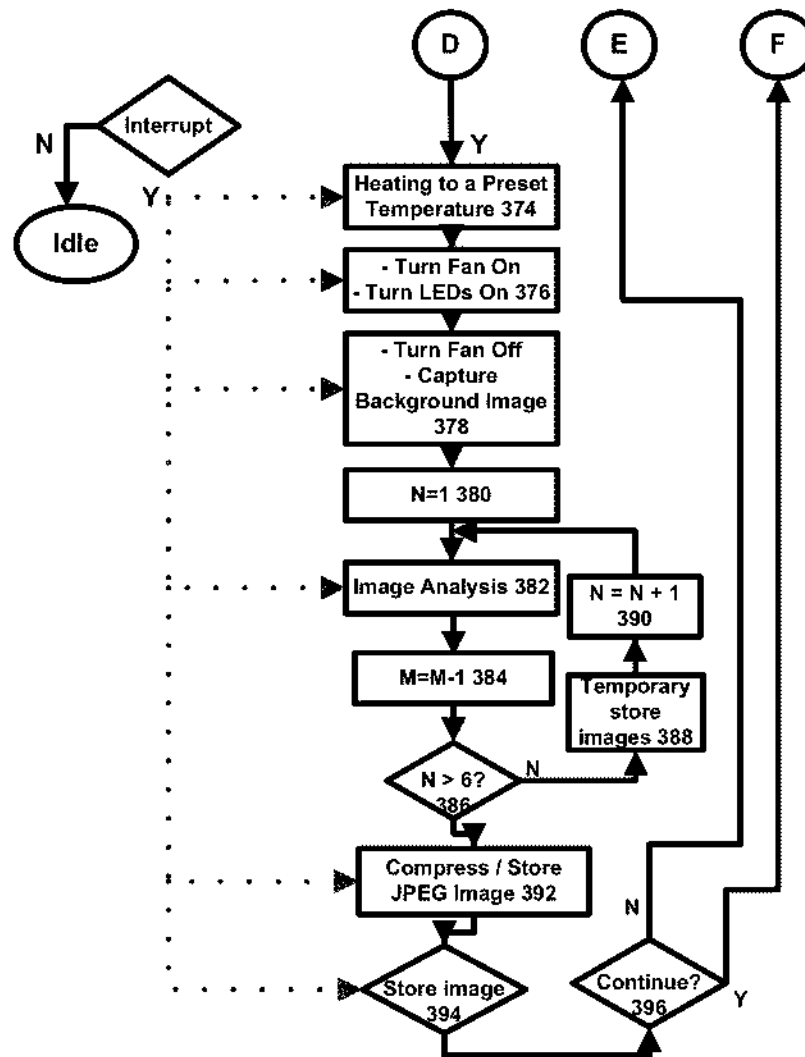 D
E
F
Interrupt
N
Y
Idle
Y
Heating to a Preset
Temperature 374
- Turn Fan On
- Turn LEDs On 376
- Turn Fan Off
- Capture
Background Image
378
N=1 380
Image Analysis 382
N = N + 1
390
M=M-1 384
Temporary
store
images 388
N > 6?
386
N
Compress / Store
JPEG Image 392
N
Store image
394
Continue?
396
Y